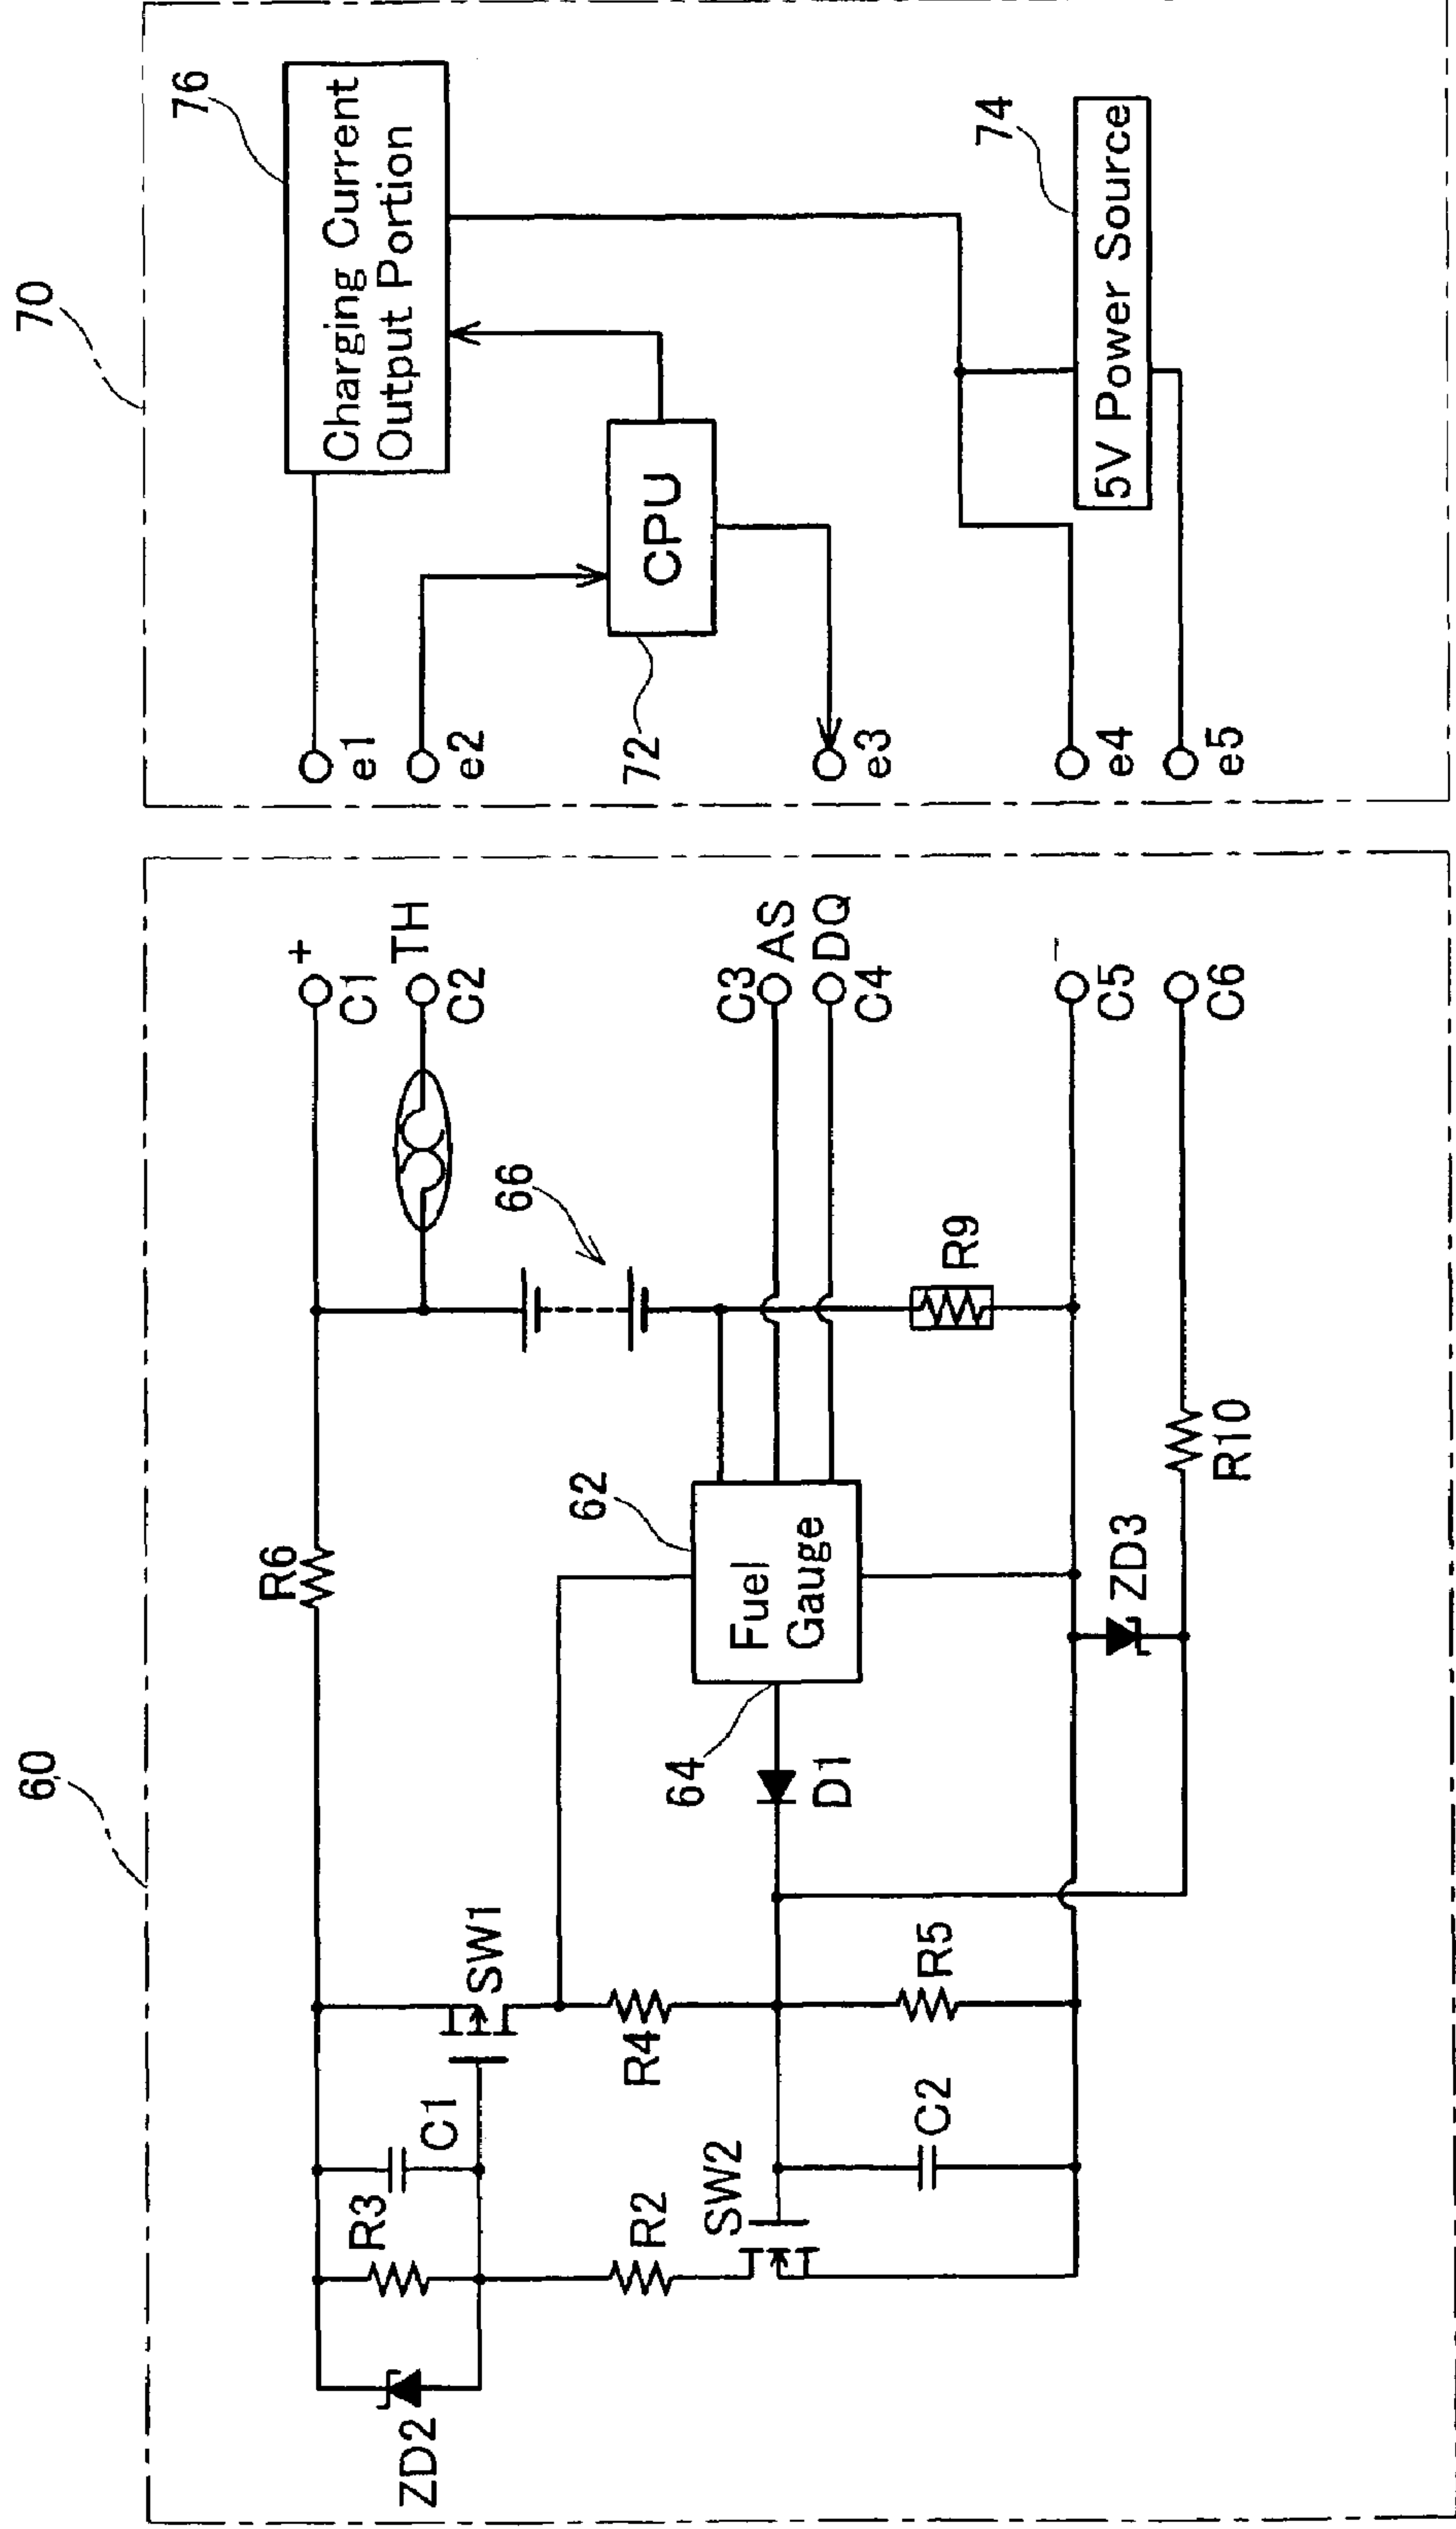 60
70
ZD2
R3
C1
SW1
R6
+
C1
TH
C2
66
R2
R4
SW2
C2
R5
64
D1
62
Fuel
Gauge
C3
AS
DQ
C4
R9
−
C5
C6
ZD3
R10
e1
e2
72
CPU
e3
e4
e5
76
Charging Current
Output Portion
74
5V Power Source